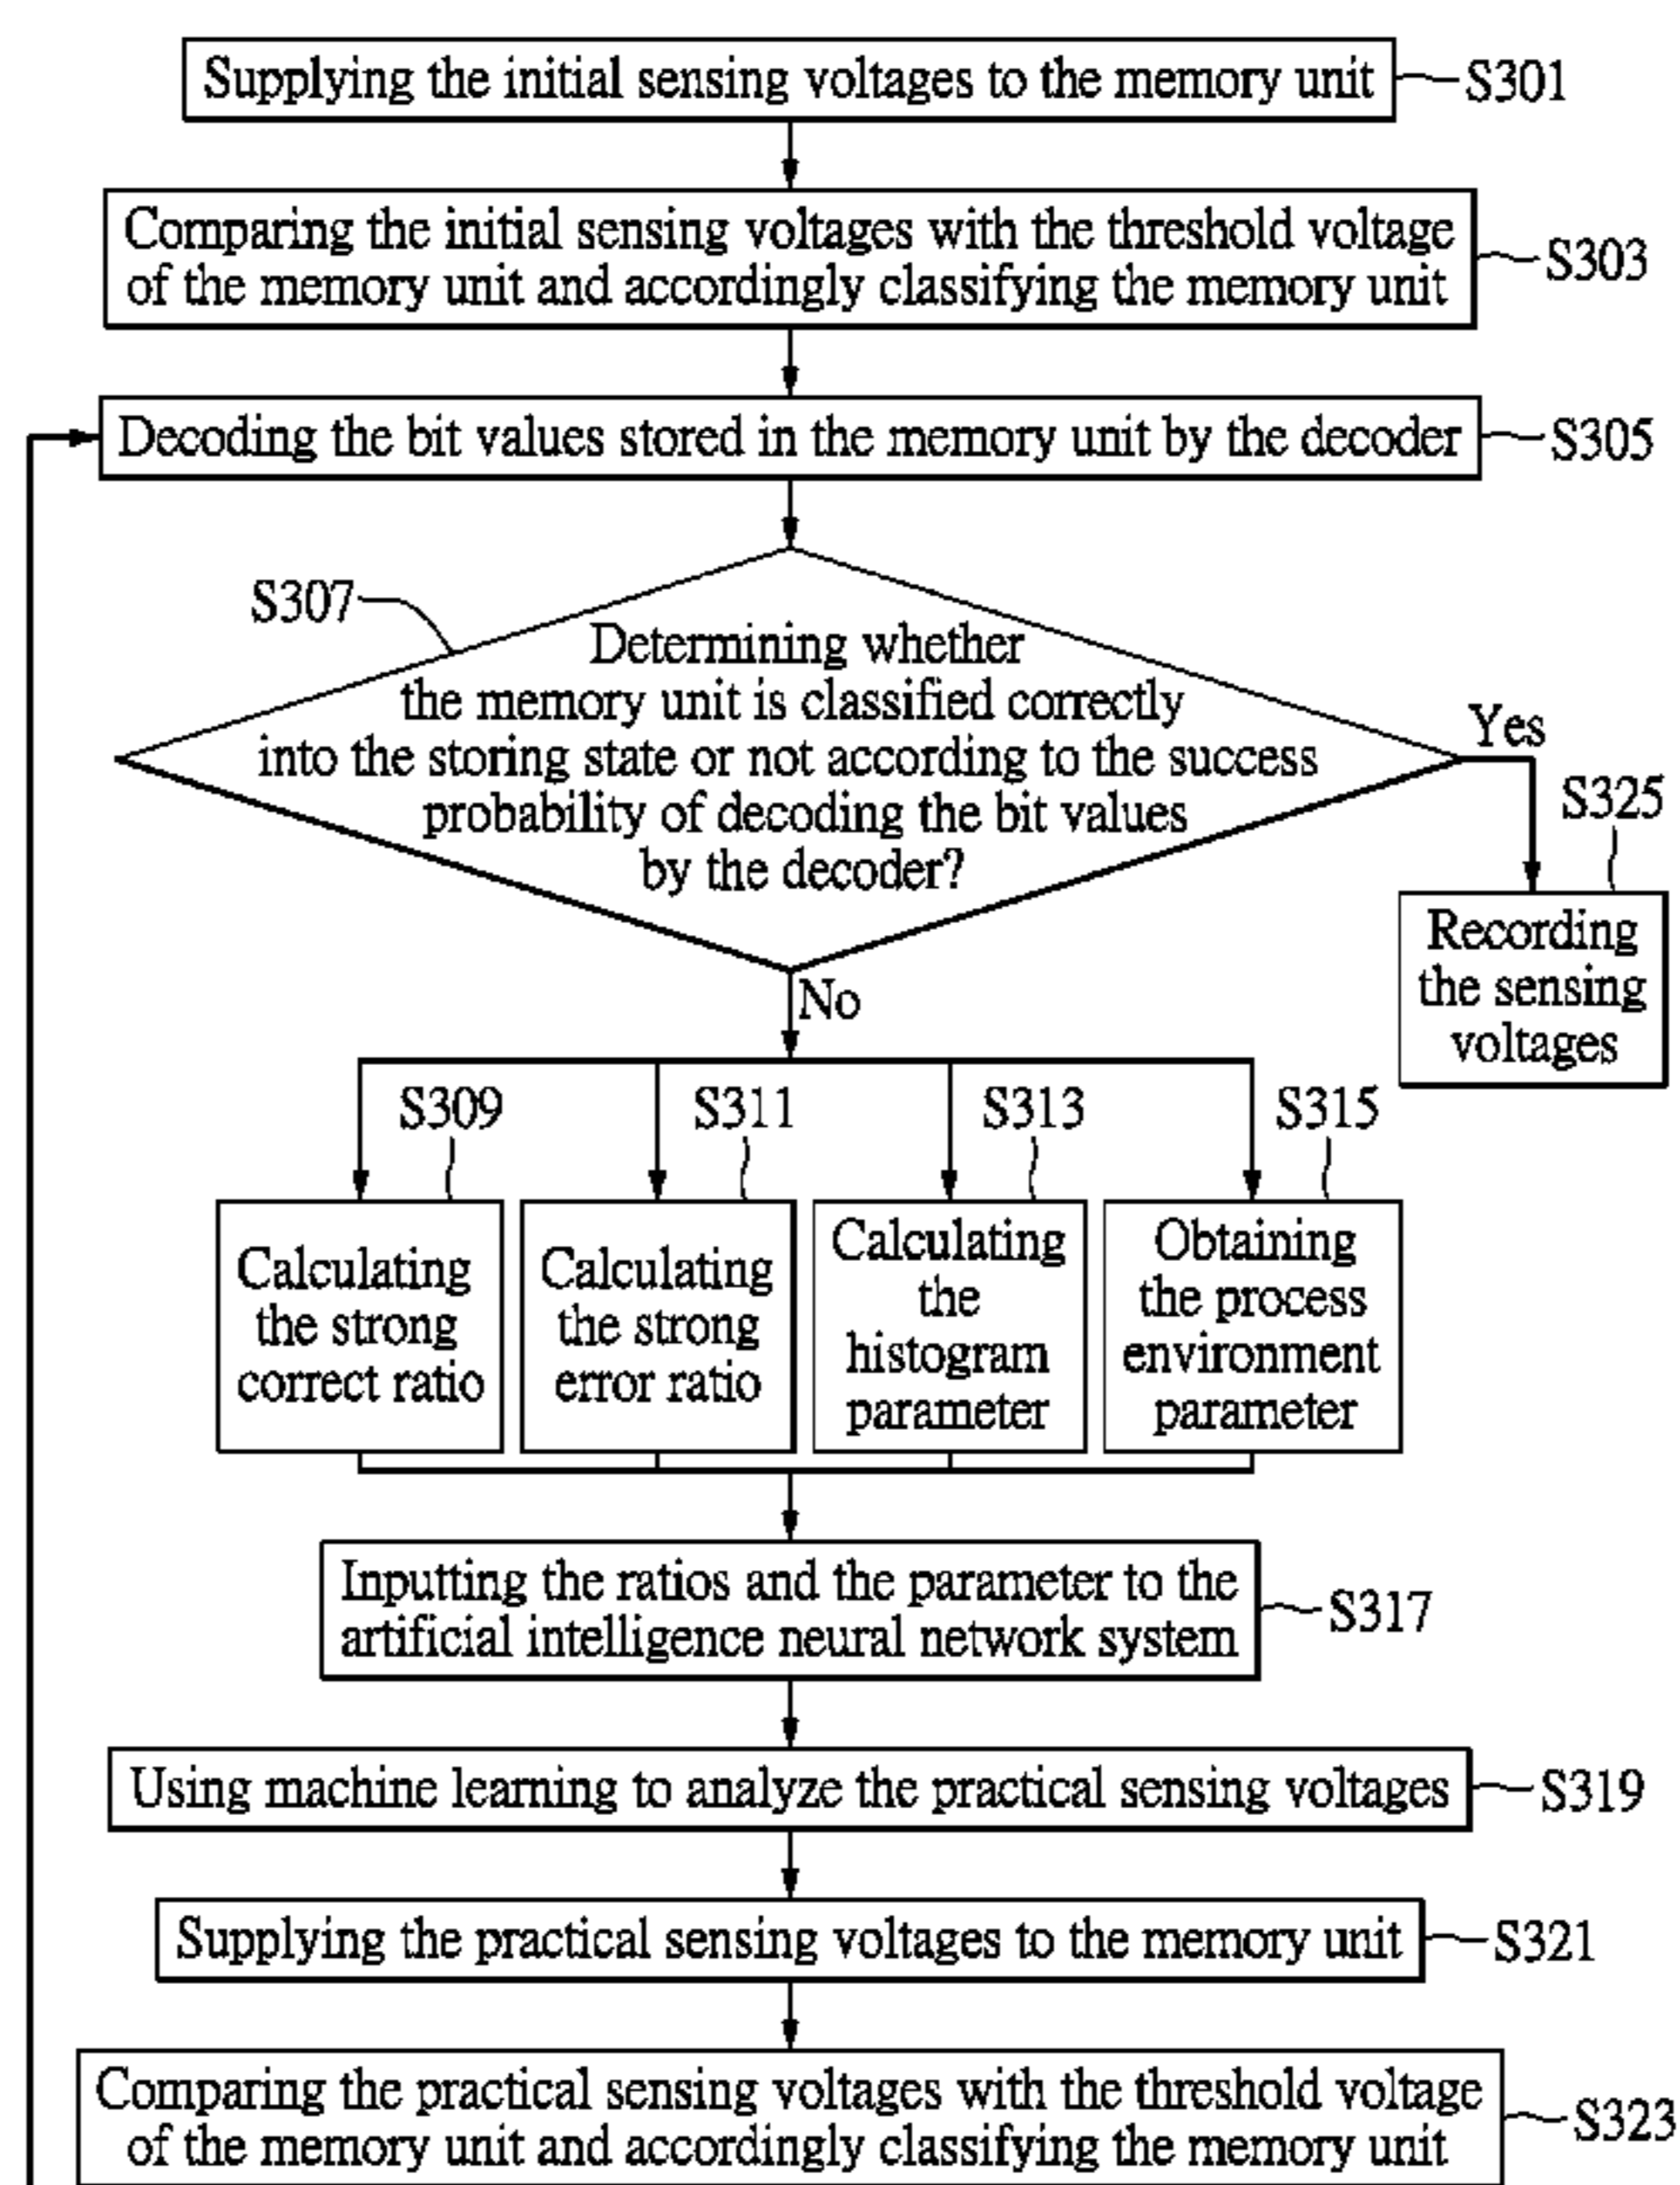 Supplying the initial sensing voltages to the memory unit
S301
Comparing the initial sensing voltages with the threshold voltage
of the memory unit and accordingly classifying the memory unit
S303
Decoding the bit values stored in the memory unit by the decoder
S305
S307
Determining whether
the memory unit is classified correctly
into the storing state or not according to the success
probability of decoding the bit values
by the decoder?
Yes
S325
Recording
the sensing
voltages
No
S309
Calculating
the strong
correct ratio
S311
Calculating
the strong
error ratio
S313
Calculating
the
histogram
parameter
S315
Obtaining
the process
environment
parameter
Inputting the ratios and the parameter to the
artificial intelligence neural network system
S317
Using machine learning to analyze the practical sensing voltages
S319
Supplying the practical sensing voltages to the memory unit
S321
Comparing the practical sensing voltages with the threshold voltage
of the memory unit and accordingly classifying the memory unit
S323